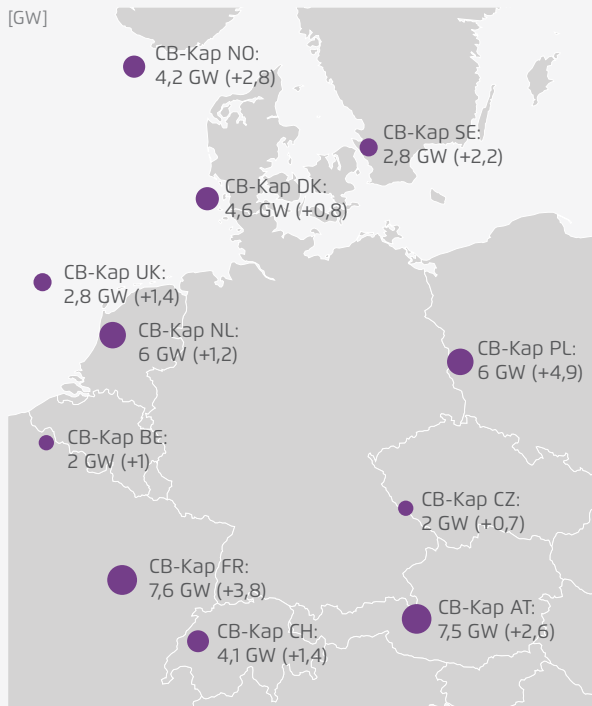 [GW]
CB-Kap NO:
4,2 GW (+2,8)
CB-Kap SE:
2,8 GW (+2,2)
CB-Kap DK:
4,6 GW (+0,8)
CB-Kap UK:
2,8 GW (+1,4)
CB-Kap NL:
6 GW (+1,2)
CB-Kap PL:
6 GW (+4,9)
CB-Kap BE:
2 GW (+1)
CB-Kap CZ:
2 GW (+0,7)
CB-Kap FR:
7,6 GW (+3,8)
CB-Kap AT:
7,5 GW (+2,6)
CB-Kap CH:
4,1 GW (+1,4)